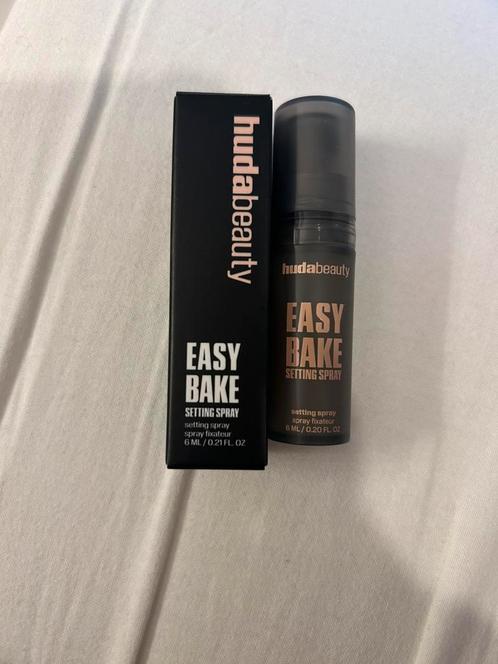 hudabeauty
EASY
BAKE
SETTING SPRAY
setting spray
spray fixateur
6 ML / 0.21 FL. OZ
hudabeauty
EASY
BAKE
SETTING SPRAY
setting spray
spray fixateur
6 ML / 0.20 FL. OZ